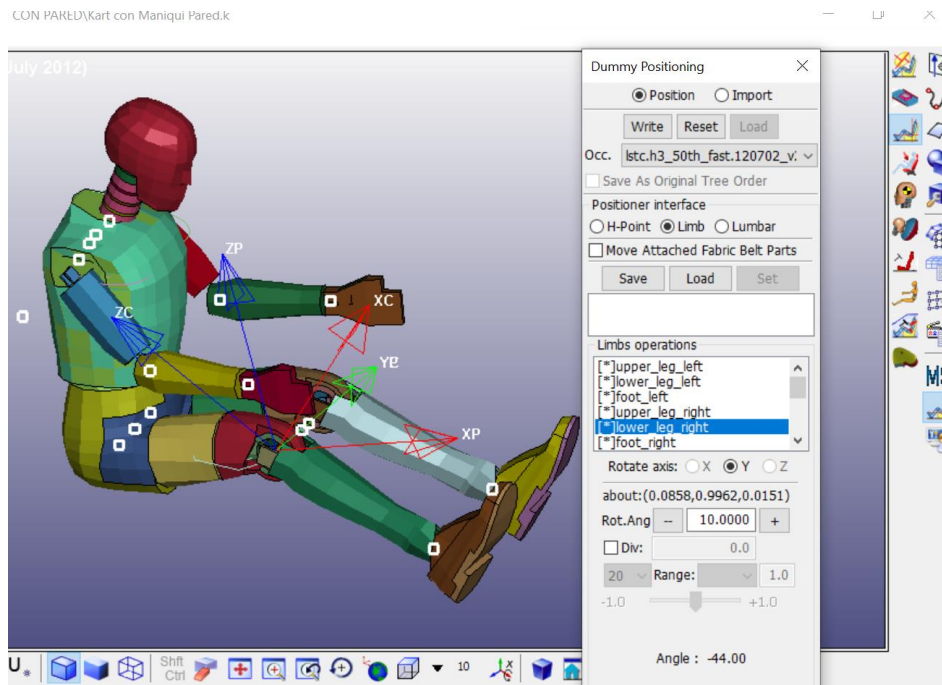 CON PARED\Kart con Maniqui Pared.k
July 2012)
ZP
XC
ZC
YP
XP
Dummy Positioning
Position Import
Write Reset Load
Occ. lstc.h3_50th_fast.120702_v:
Save As Original Tree Order
Positioner interface
H-Point Limb Lumbar
Move Attached Fabric Belt Parts
Save Load Set
Limbs operations
[*]upper_leg_left
[*]lower_leg_left
[*]foot_left
[*]upper_leg_right
[*]lower_leg_right
[*]foot_right
Rotate axis: X Y Z
about:(0.0858,0.9962,0.0151)
Rot.Ang -- 10.0000 +
Div: 0.0
20 Range: 1.0
-1.0 +1.0
Angle : -44.00
Shft
Ctrl
10